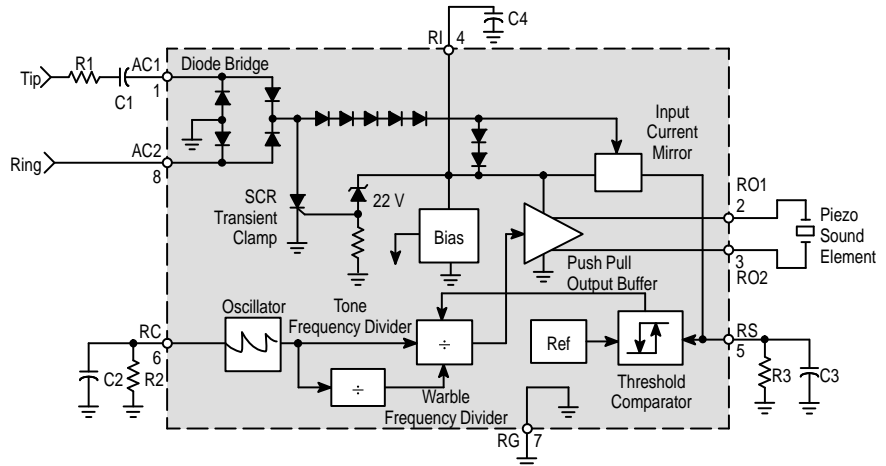 C4
RI 4
R1
AC1
Diode Bridge
Tip
C1
1
Input
Current
Mirror
AC2
Ring
8
SCR
Transient
Clamp
22 V
RO1
2
Bias
Piezo
Sound
Element
3
RO2
Push Pull
Output Buffer
Oscillator
Tone
Frequency Divider
RC
6
÷
Ref
RS
5
C2
R2
÷
R3
C3
Warble
Frequency Divider
Threshold
Comparator
RG 7